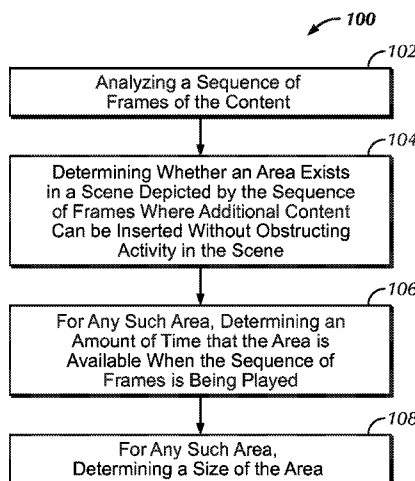 100
102
Analyzing a Sequence of
Frames of the Content
104
Determining Whether an Area Exists
in a Scene Depicted by the Sequence
of Frames Where Additional Content
Can be Inserted Without Obstructing
Activity in the Scene
106
For Any Such Area, Determining an
Amount of Time that the Area is
Available When the Sequence of
Frames is Being Played
108
For Any Such Area,
Determining a Size of the Area